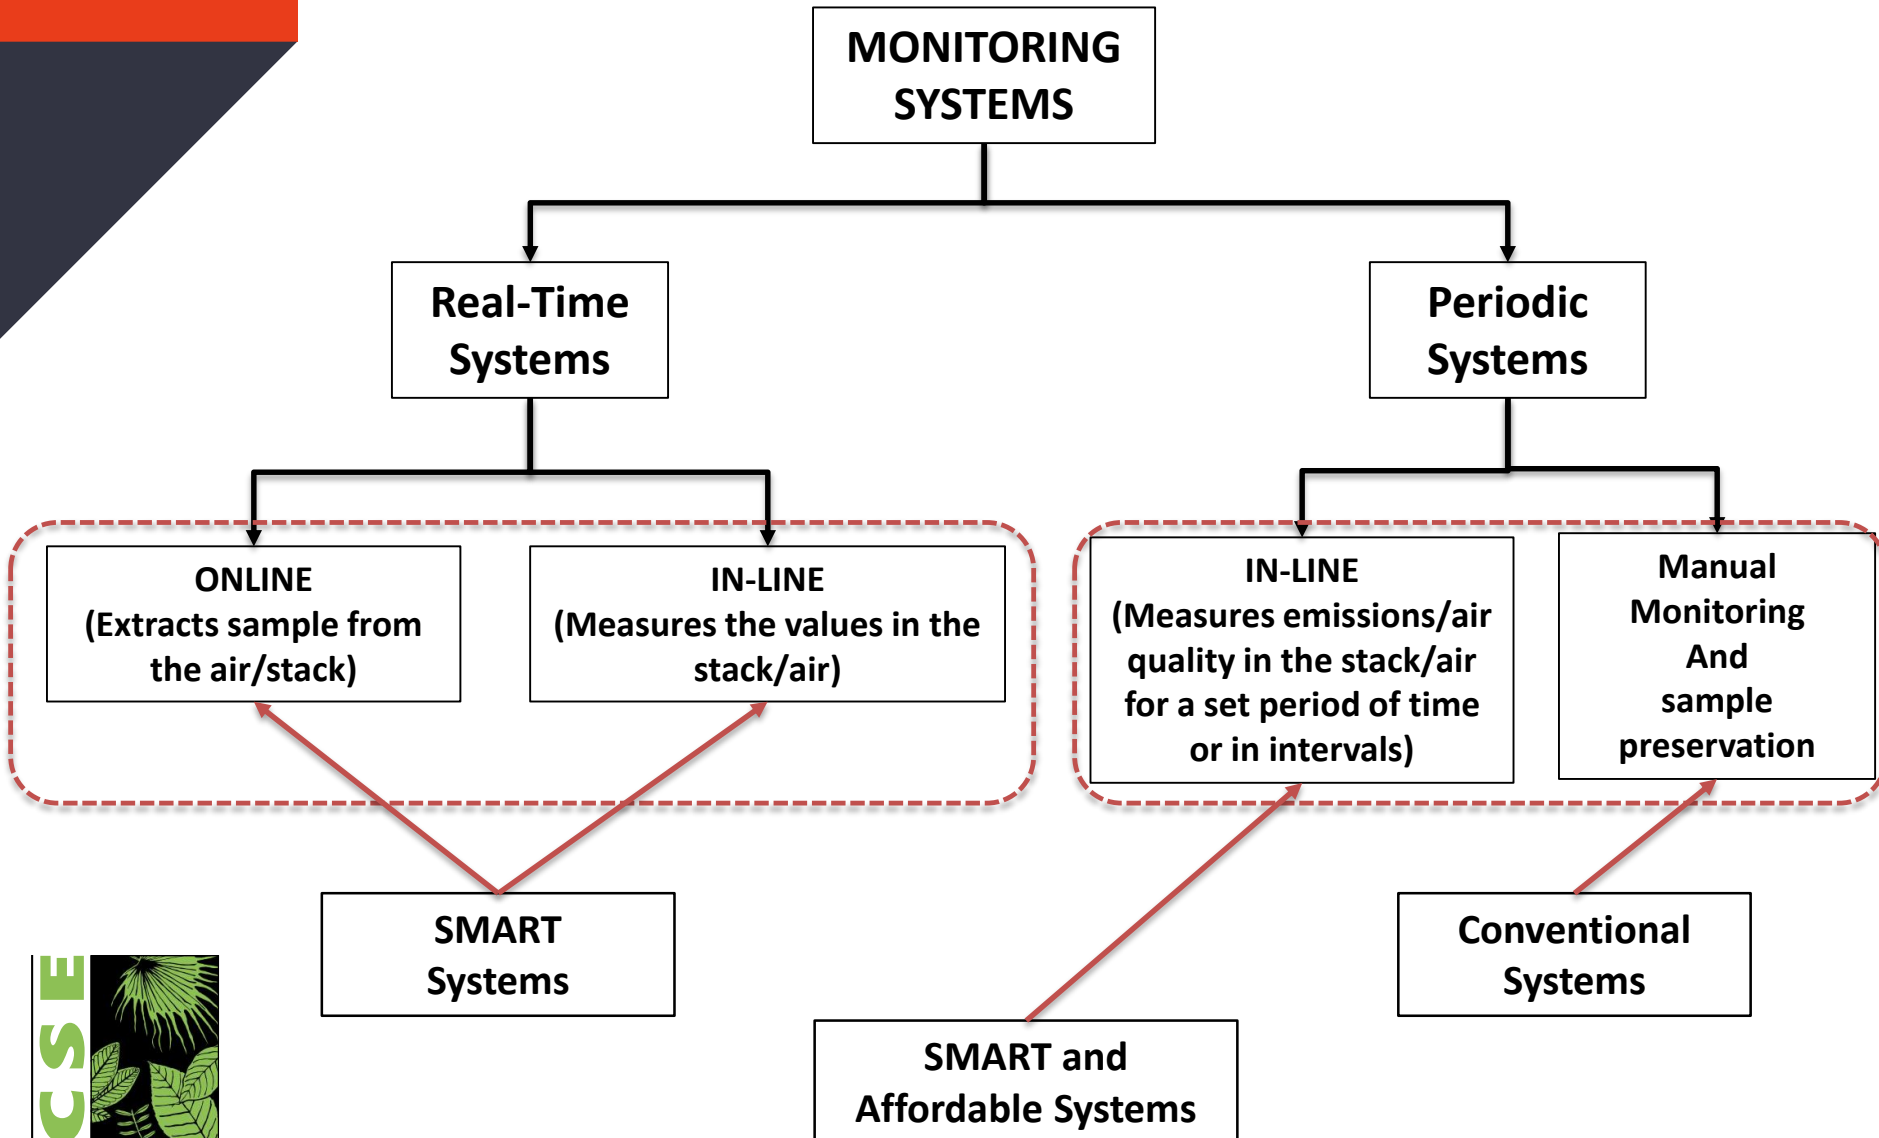 MONITORING
SYSTEMS
Real-Time
Systems
Periodic
Systems
ONLINE
(Extracts sample from
the air/stack)
IN-LINE
(Measures the values in the
stack/air)
IN-LINE
(Measures emissions/air
quality in the stack/air
for a set period of time
or in intervals)
Manual
Monitoring
And
sample
preservation
SMART
Systems
SMART and
Affordable Systems
Conventional
Systems
CSE